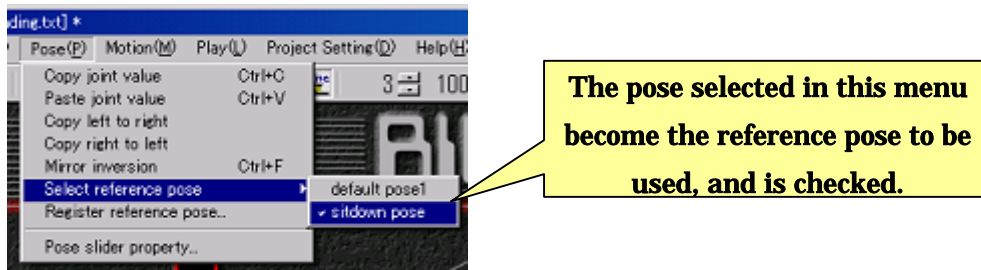 ding.txt] *
Pose(P) Motion(M) Play(L) Project Setting(D) Help(H
3 100
Copy joint value Ctrl+C
Paste joint value Ctrl+V
Copy left to right
Copy right to left
Mirror inversion Ctrl+F
Select reference pose
default pose1
Register reference pose...
✓ sitdown pose
Pose slider property...
The pose selected in this menu
become the reference pose to be
used, and is checked.